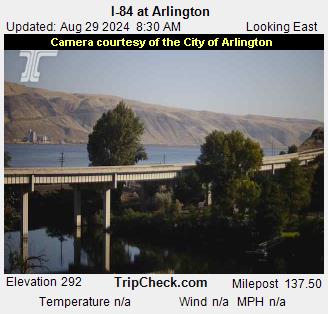 I-84 at Arlington
Updated: Aug 29 2024 8:30 AM Looking East
Camera courtesy of the City of Arlington
Elevation 292 TripCheck.com Milepost 137.50
Temperature n/a Wind n/a MPH n/a